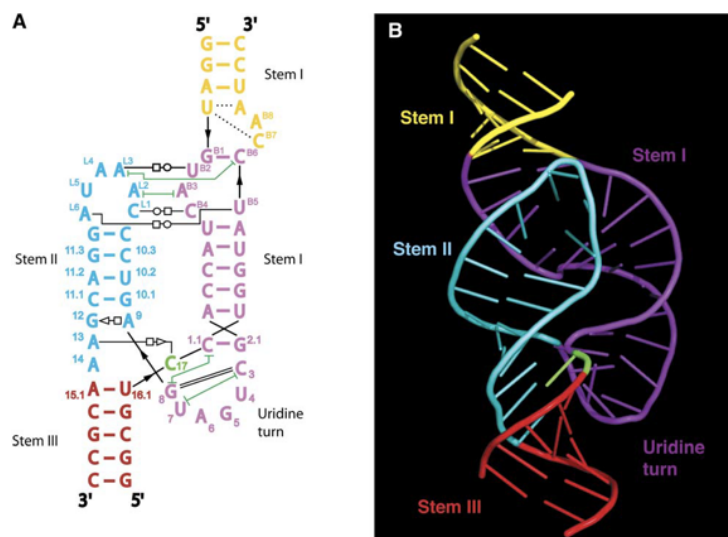 A
B
5' 3'
G C
G C
Stem I
A U
U A
A B8
C B7
G B1 C B6
L4 L3
A A U B2
L5 U A L2 A B3
L6 A C L1 C B4 U B5
G C U A
11.3 G C 10.3 A U
Stem II
Stem I
11.2 A U 10.2 C G
11.1 C G 10.1 C G
12 G A 9 A U
13 A 1.1 C G 2.1
14 A C 17 C 3
15.1 A U 16.1 G 8 U 4
C G U 7 A 6 G 5
Uridine
turn
Stem III
G C
C G
C G
3' 5'
Stem I
Stem I
Stem II
Uridine
turn
Stem III